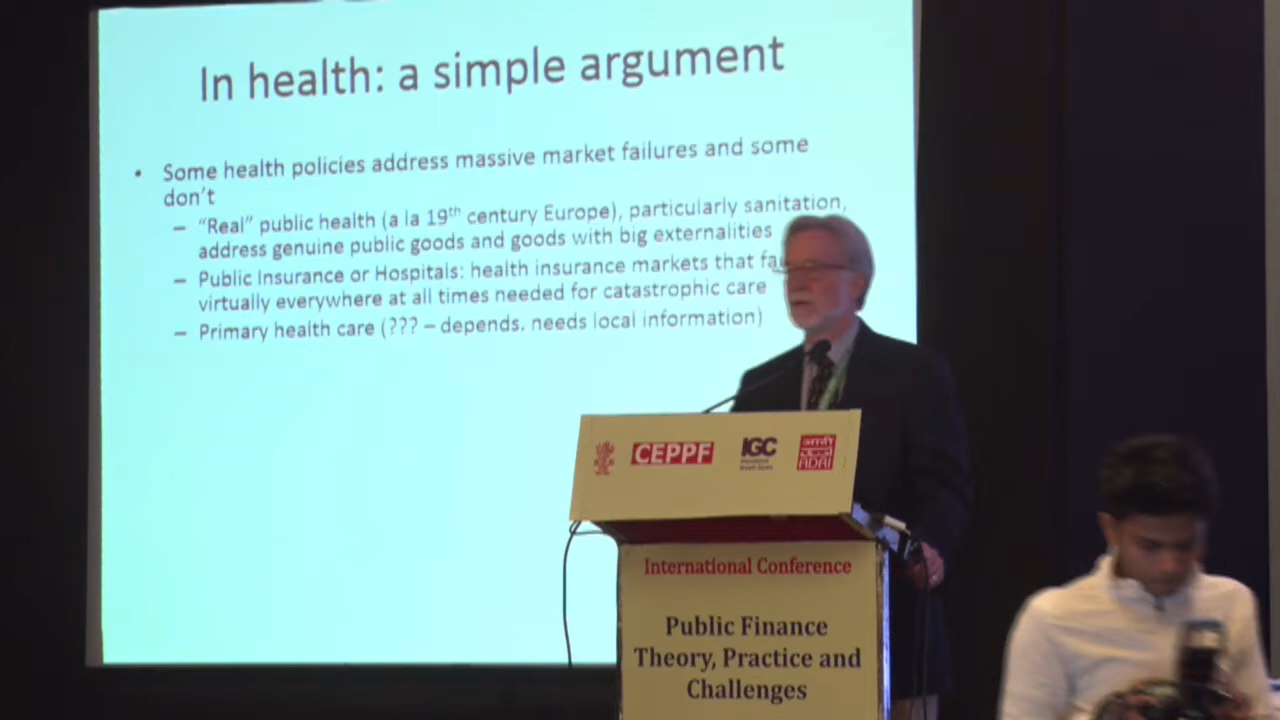 In health: a simple argument
• Some health policies address massive market failures and some
don't
– "Real" public health (a la 19th century Europe), particularly sanitation,
address genuine public goods and goods with big externalities
– Public Insurance or Hospitals: health insurance markets that
virtually everywhere at all times needed for catastrophic care
– Primary health care (??? – depends. needs local information)
CEPPF
IGC
ADRI
International Conference
Public Finance
Theory, Practice and
Challenges